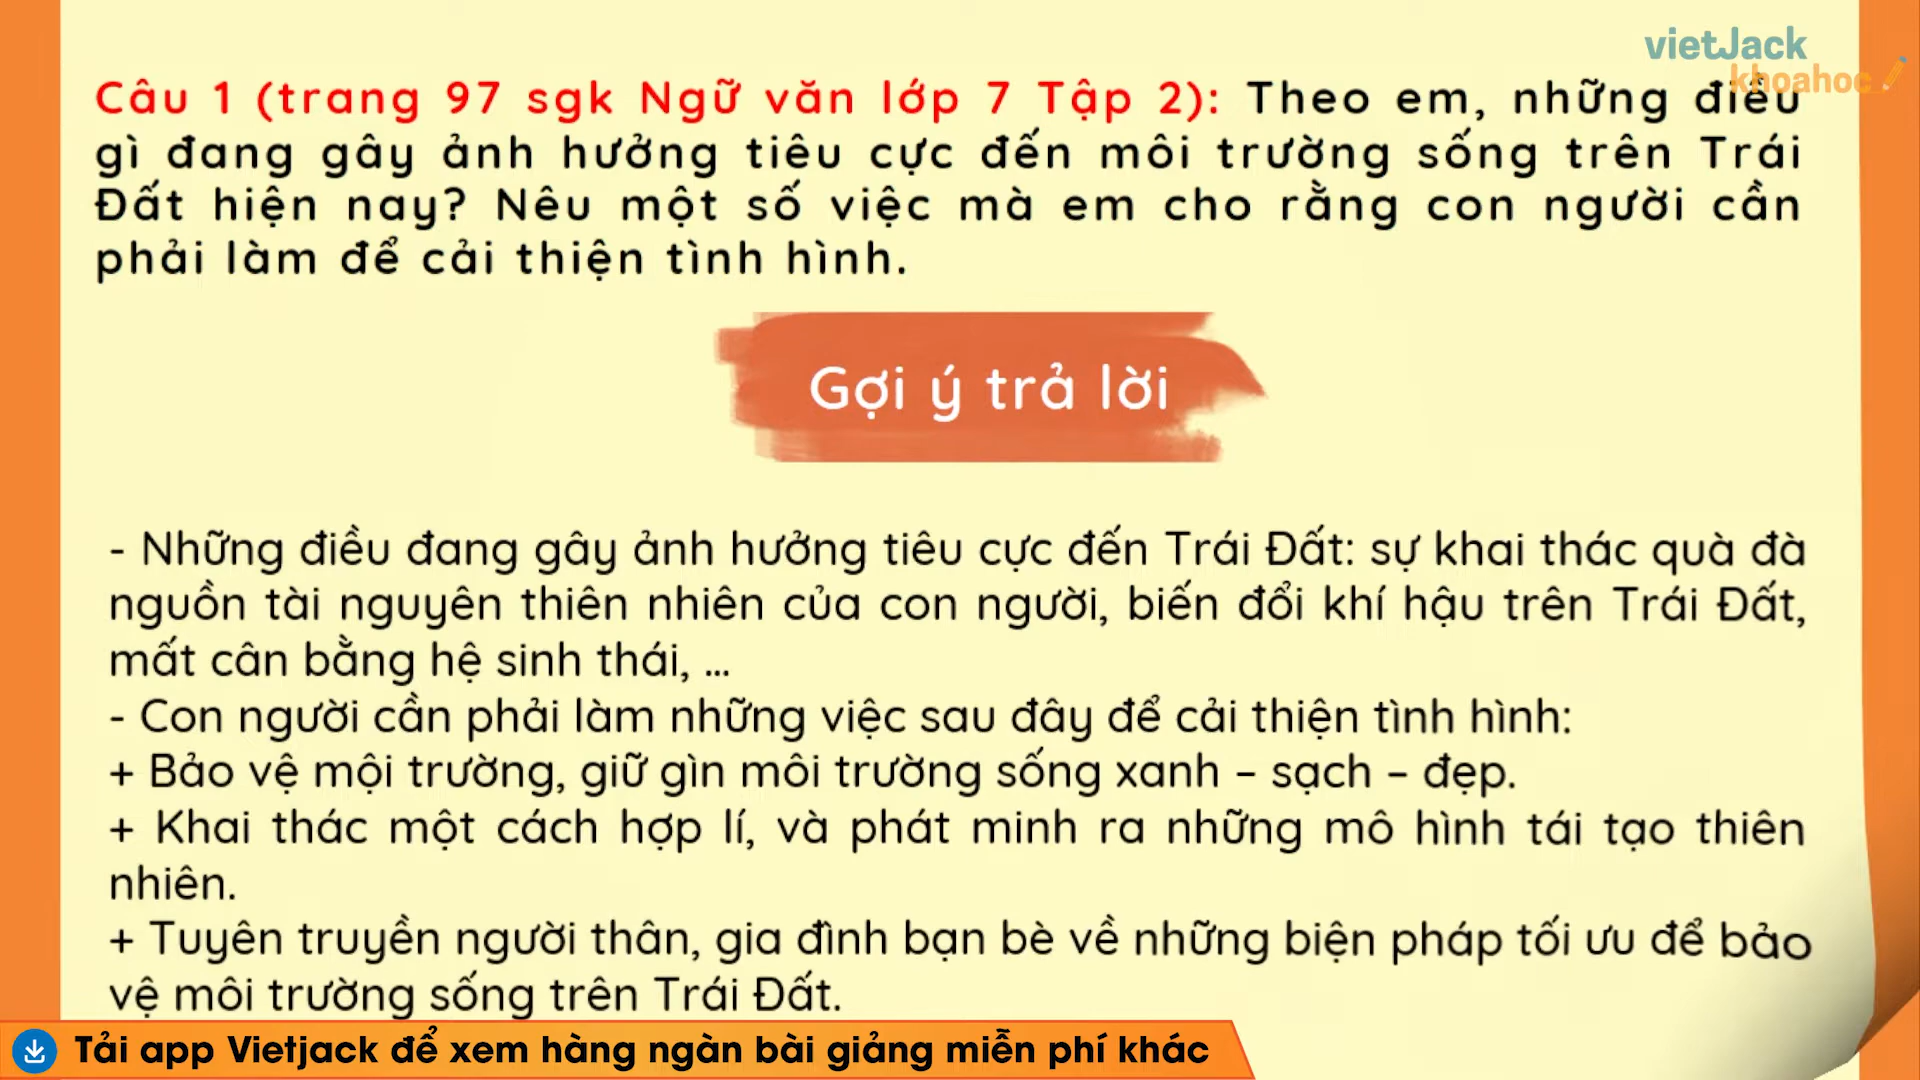 vietJack
khoahoc
Câu 1 (trang 97 sgk Ngữ văn lớp 7 Tập 2): Theo em, những điều
gì đang gây ảnh hưởng tiêu cực đến môi trường sống trên Trái
Đất hiện nay? Nêu một số việc mà em cho rằng con người cần
phải làm để cải thiện tình hình.
Gợi ý trả lời
- Những điều đang gây ảnh hưởng tiêu cực đến Trái Đất: sự khai thác quà đà
nguồn tài nguyên thiên nhiên của con người, biến đổi khí hậu trên Trái Đất,
mất cân bằng hệ sinh thái, ...
- Con người cần phải làm những việc sau đây để cải thiện tình hình:
+ Bảo vệ mội trường, giữ gìn môi trường sống xanh – sạch – đẹp.
+ Khai thác một cách hợp lí, và phát minh ra những mô hình tái tạo thiên
nhiên.
+ Tuyên truyền người thân, gia đình bạn bè về những biện pháp tối ưu để bảo
vệ môi trường sống trên Trái Đất.
Tải app Vietjack để xem hàng ngàn bài giảng miễn phí khác